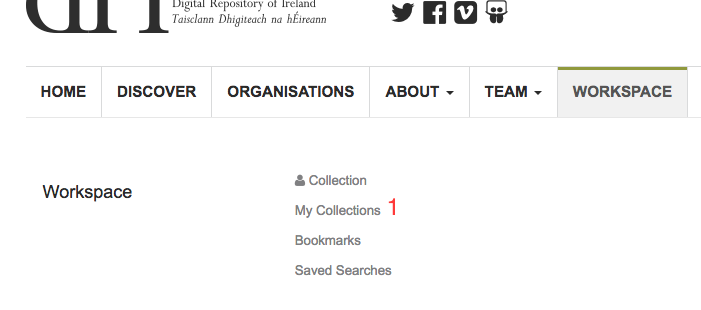 Digital Repository of Ireland
Taisclann Dhigiteach na hÉireann
HOME DISCOVER ORGANISATIONS ABOUT TEAM WORKSPACE
Workspace
Collection
My Collections 1
Bookmarks
Saved Searches